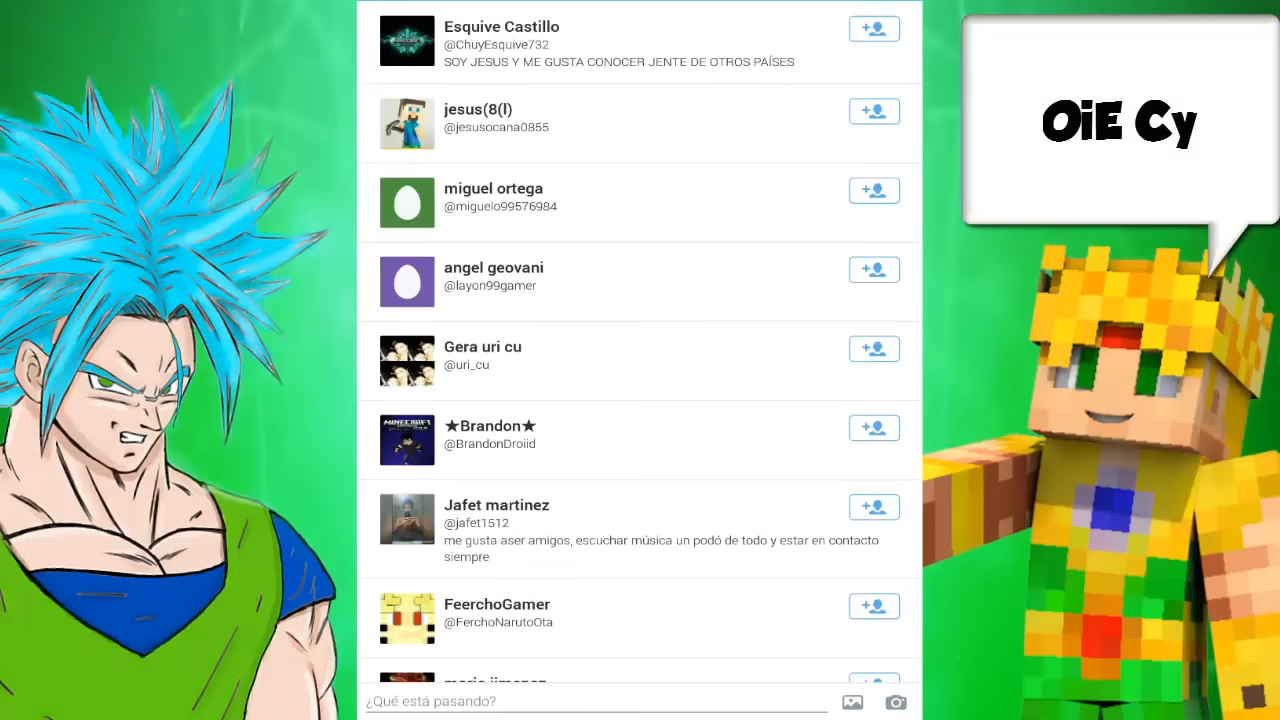 Esquive Castillo
@ChuyEsquive732
SOY JESUS Y ME GUSTA CONOCER JENTE DE OTROS PAÍSES
jesus(8(l)
@jesusocana0855
miguel ortega
@miguelo99576984
angel geovani
@layon99gamer
Gera uri cu
@uri_cu
★Brandon★
@BrandonDroiid
MINECRAFT
Jafet martinez
@jafet1512
me gusta aser amigos, escuchar música un podó de todo y estar en contacto
siempre
FeerchoGamer
@FerchoNarutoOta
¿Qué está pasando?
OiE Cy